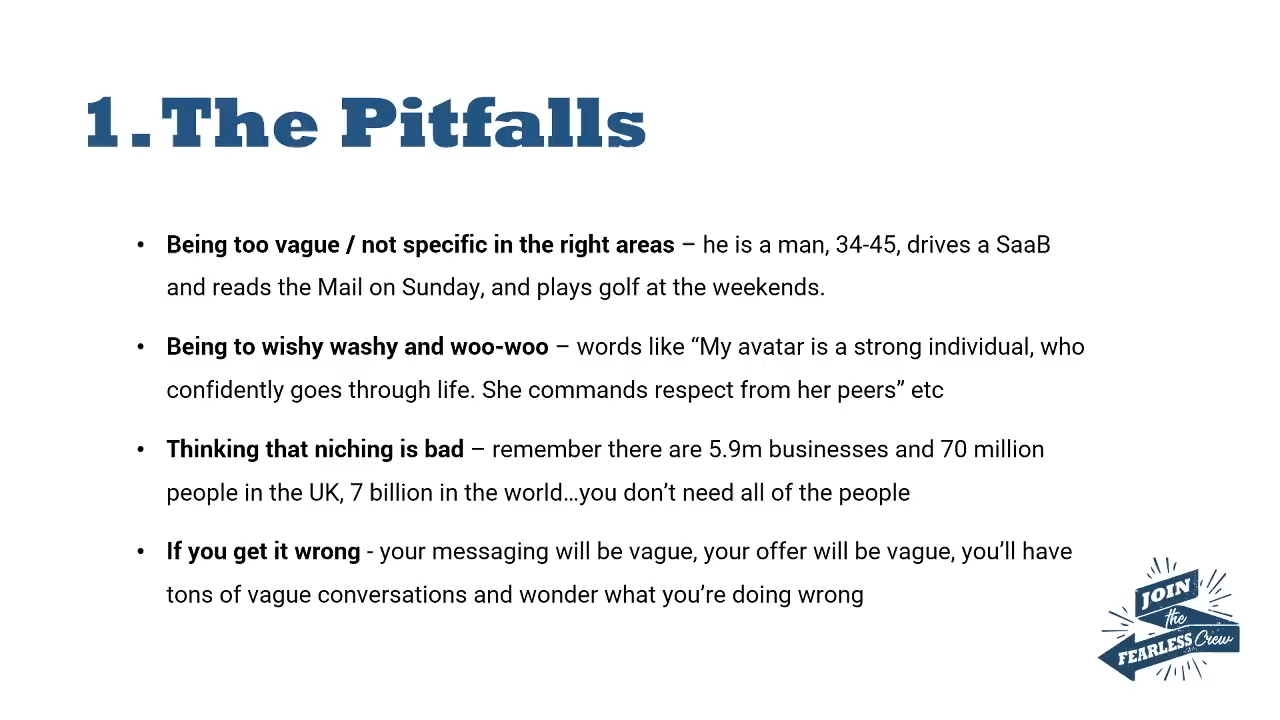 1. The Pitfalls
• Being too vague / not specific in the right areas – he is a man, 34-45, drives a SaaB
and reads the Mail on Sunday, and plays golf at the weekends.
• Being to wishy washy and woo-woo – words like “My avatar is a strong individual, who
confidently goes through life. She commands respect from her peers” etc
• Thinking that niching is bad – remember there are 5.9m businesses and 70 million
people in the UK, 7 billion in the world…you don’t need all of the people
• If you get it wrong - your messaging will be vague, your offer will be vague, you’ll have
tons of vague conversations and wonder what you’re doing wrong
JOIN
the
FEARLESS Crew